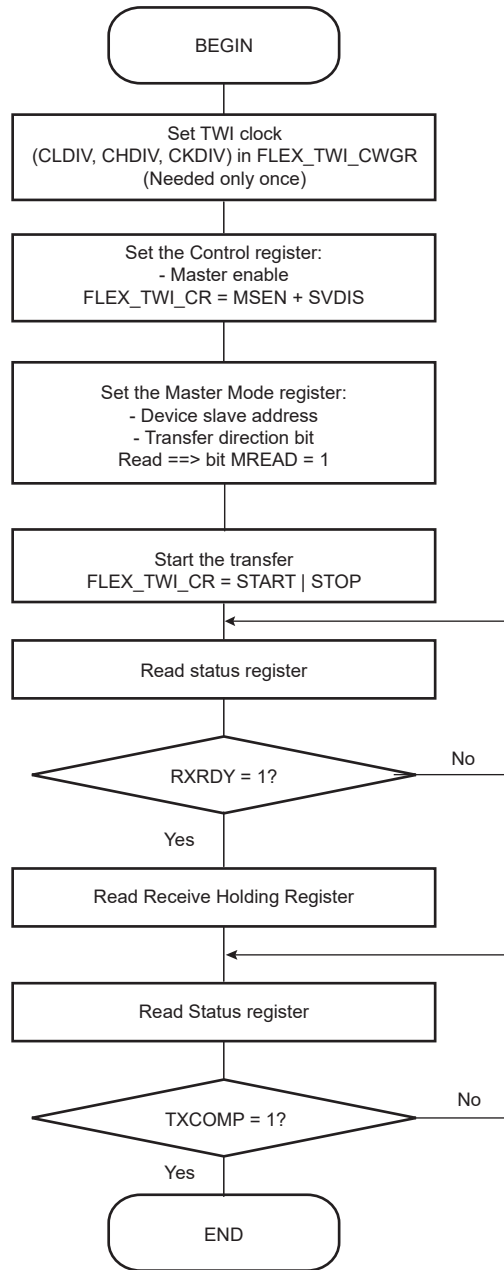 BEGIN
Set TWI clock
(CLDIV, CHDIV, CKDIV) in FLEX_TWI_CWGR
(Needed only once)
Set the Control register:
- Master enable
FLEX_TWI_CR = MSEN + SVDIS
Set the Master Mode register:
- Device slave address
- Transfer direction bit
Read ==> bit MREAD = 1
Start the transfer
FLEX_TWI_CR = START | STOP
Read status register
RXRDY = 1?
No
Yes
Read Receive Holding Register
Read Status register
TXCOMP = 1?
No
Yes
END